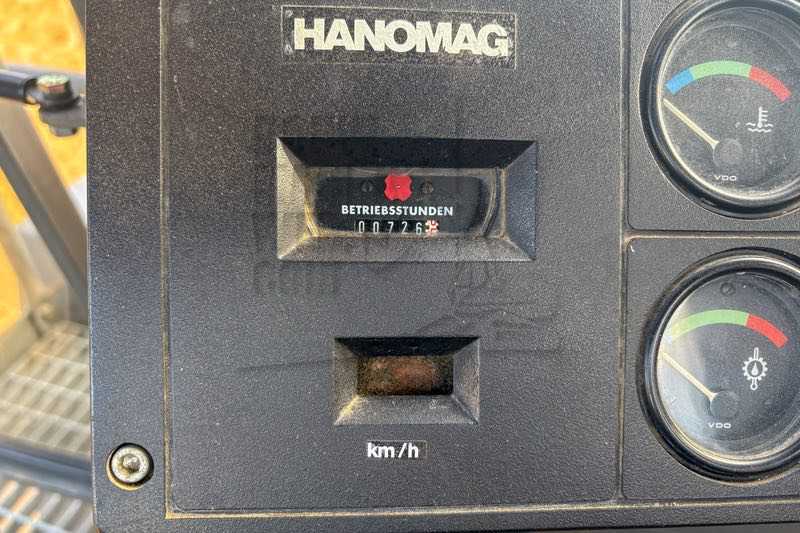 HANOMAG
BETRIEBSSTUNDEN
00726
km/h
VDO
VDO